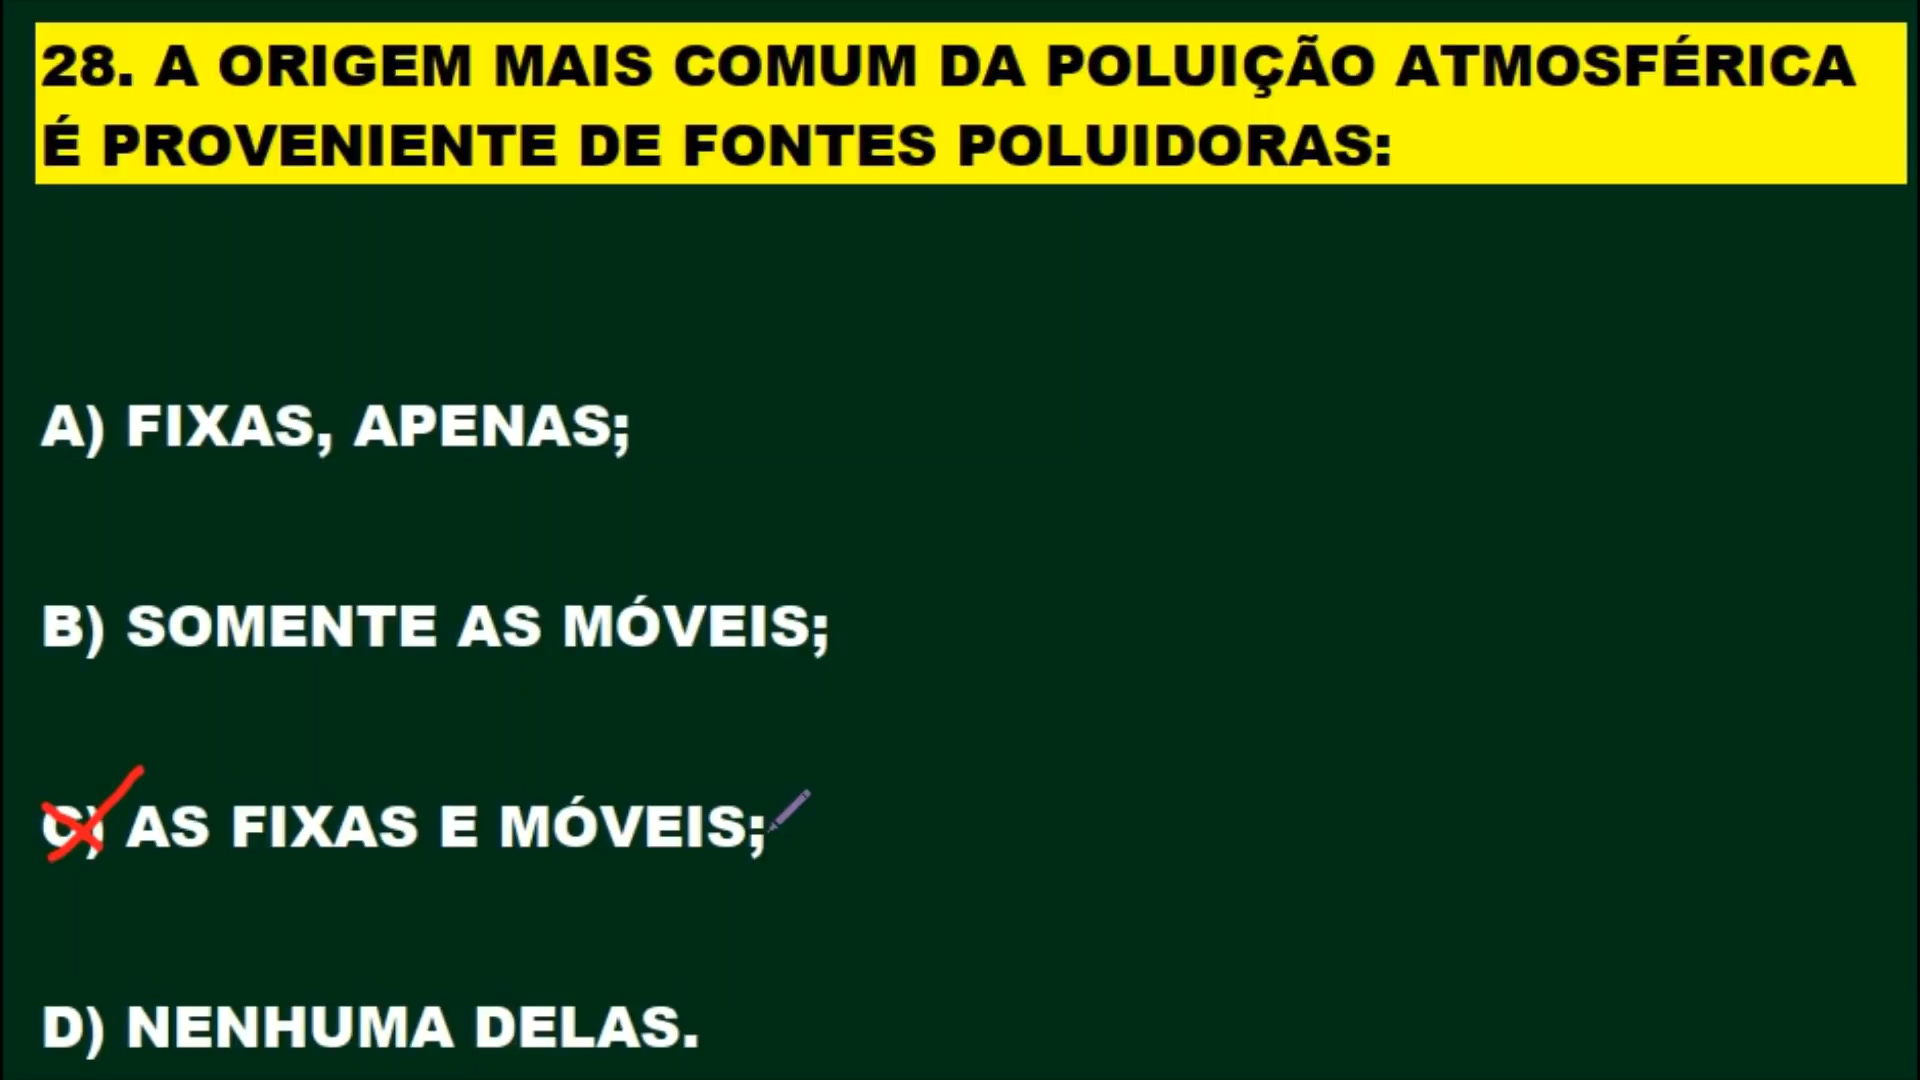 28. A ORIGEM MAIS COMUM DA POLUIÇÃO ATMOSFÉRICA
É PROVENIENTE DE FONTES POLUIDORAS:
A) FIXAS, APENAS;
B) SOMENTE AS MÓVEIS;
C) AS FIXAS E MÓVEIS;
D) NENHUMA DELAS.